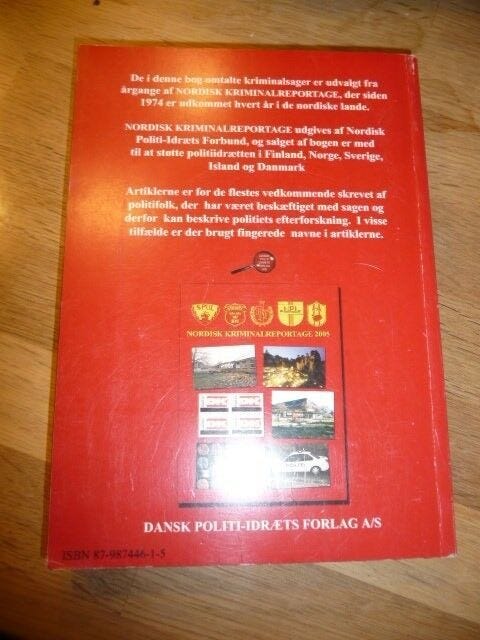 De i denne bog omtalte kriminalsager er udvalgt fra
årgange af NORDISK KRIMINALREPORTAGE, der siden
1974 er udkommet hvert år i de nordiske lande.
NORDISK KRIMINALREPORTAGE udgives af Nordisk
Politi-Idræts Forbund, og salget af bogen er med
til at støtte politiidrætten i Finland, Norge, Sverige,
Island og Danmark
Artiklerne er for de flestes vedkommende skrevet af
politifolk, der har været beskæftiget med sagen og
derfor kan beskrive politiets efterforskning. I visse
tilfælde er der brugt fingerede navne i artiklerne.
NORDISK KRIMINALREPORTAGE 2005
DANSK POLITI-IDRÆTS FORLAG A/S
ISBN 87-987446-1-5